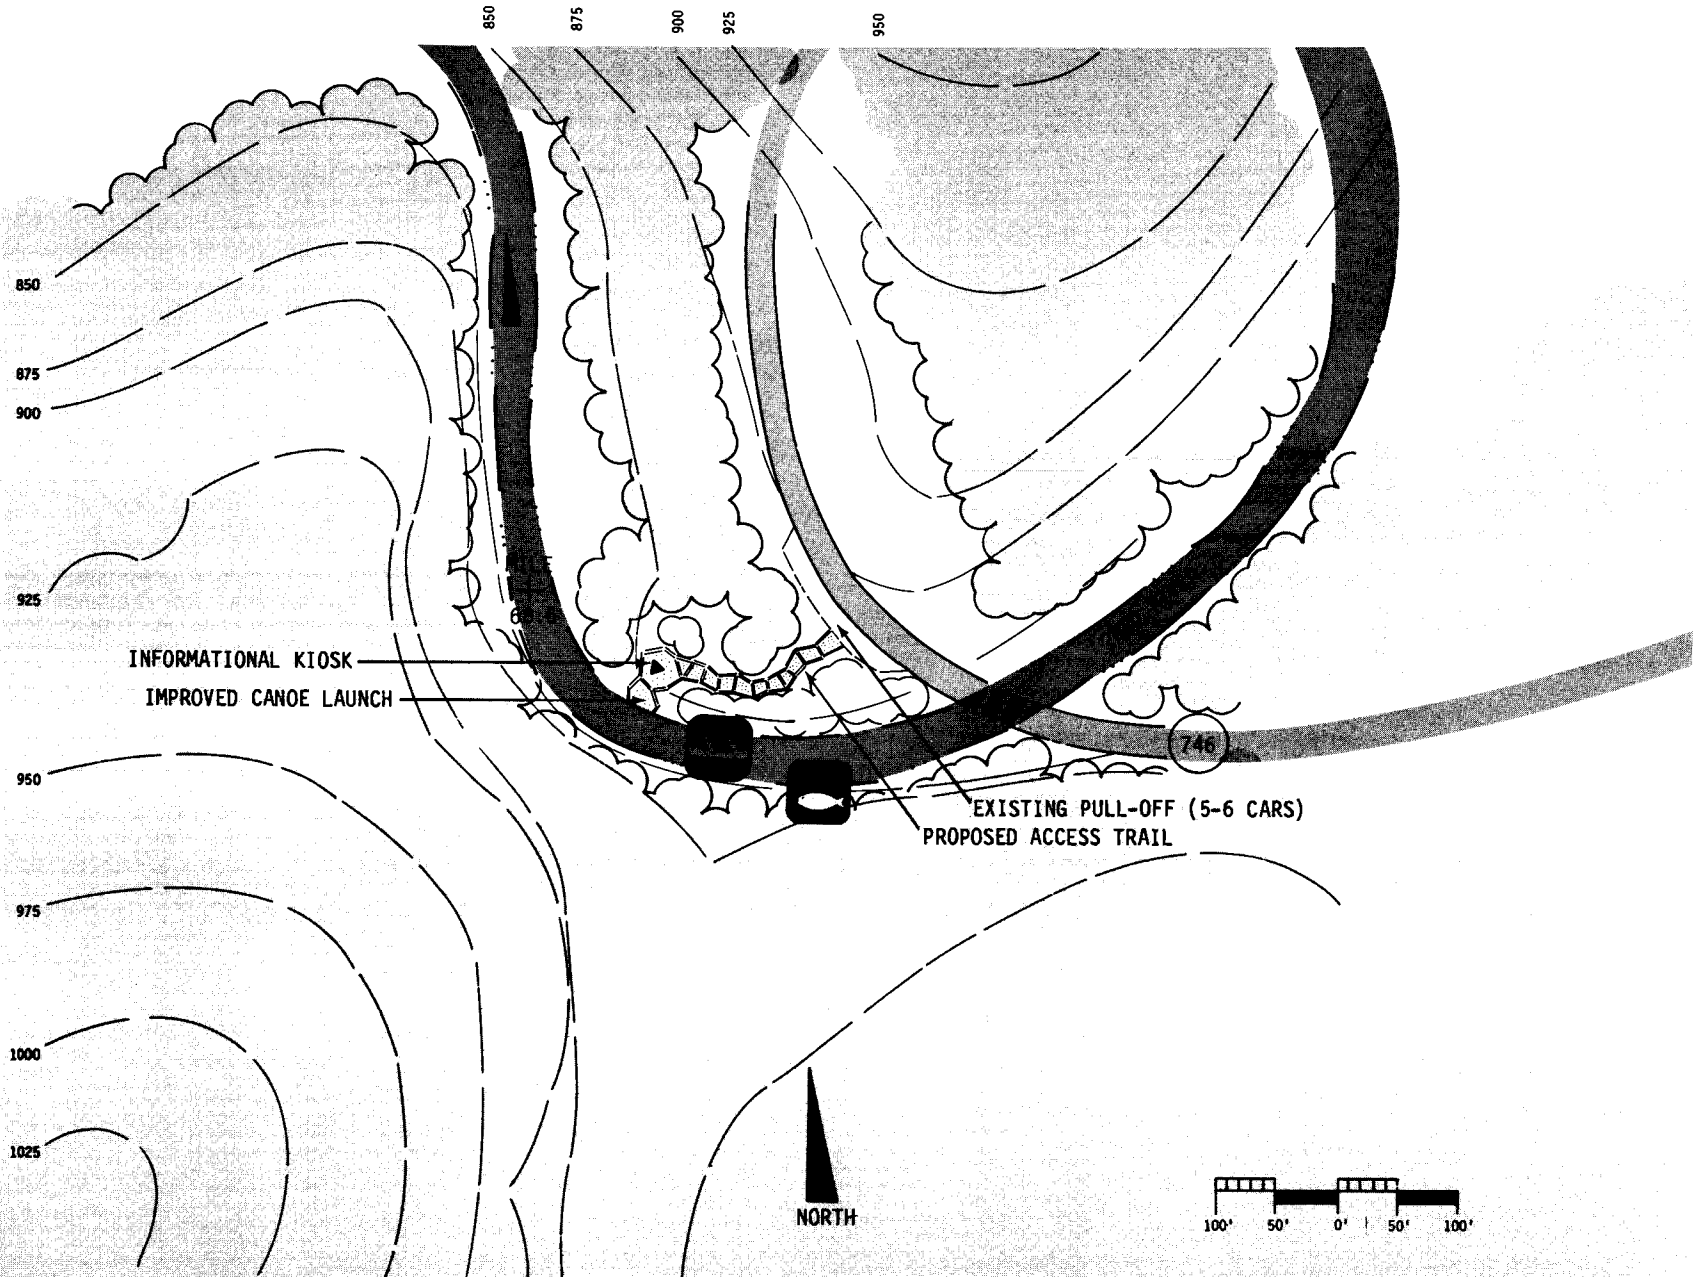 850 875 900 925 950
850
875
900
925
INFORMATIONAL KIOSK
IMPROVED CANOE LAUNCH
746
950
EXISTING PULL-OFF (5-6 CARS)
PROPOSED ACCESS TRAIL
975
1000
1025
NORTH
100' 50' 0' 50' 100'